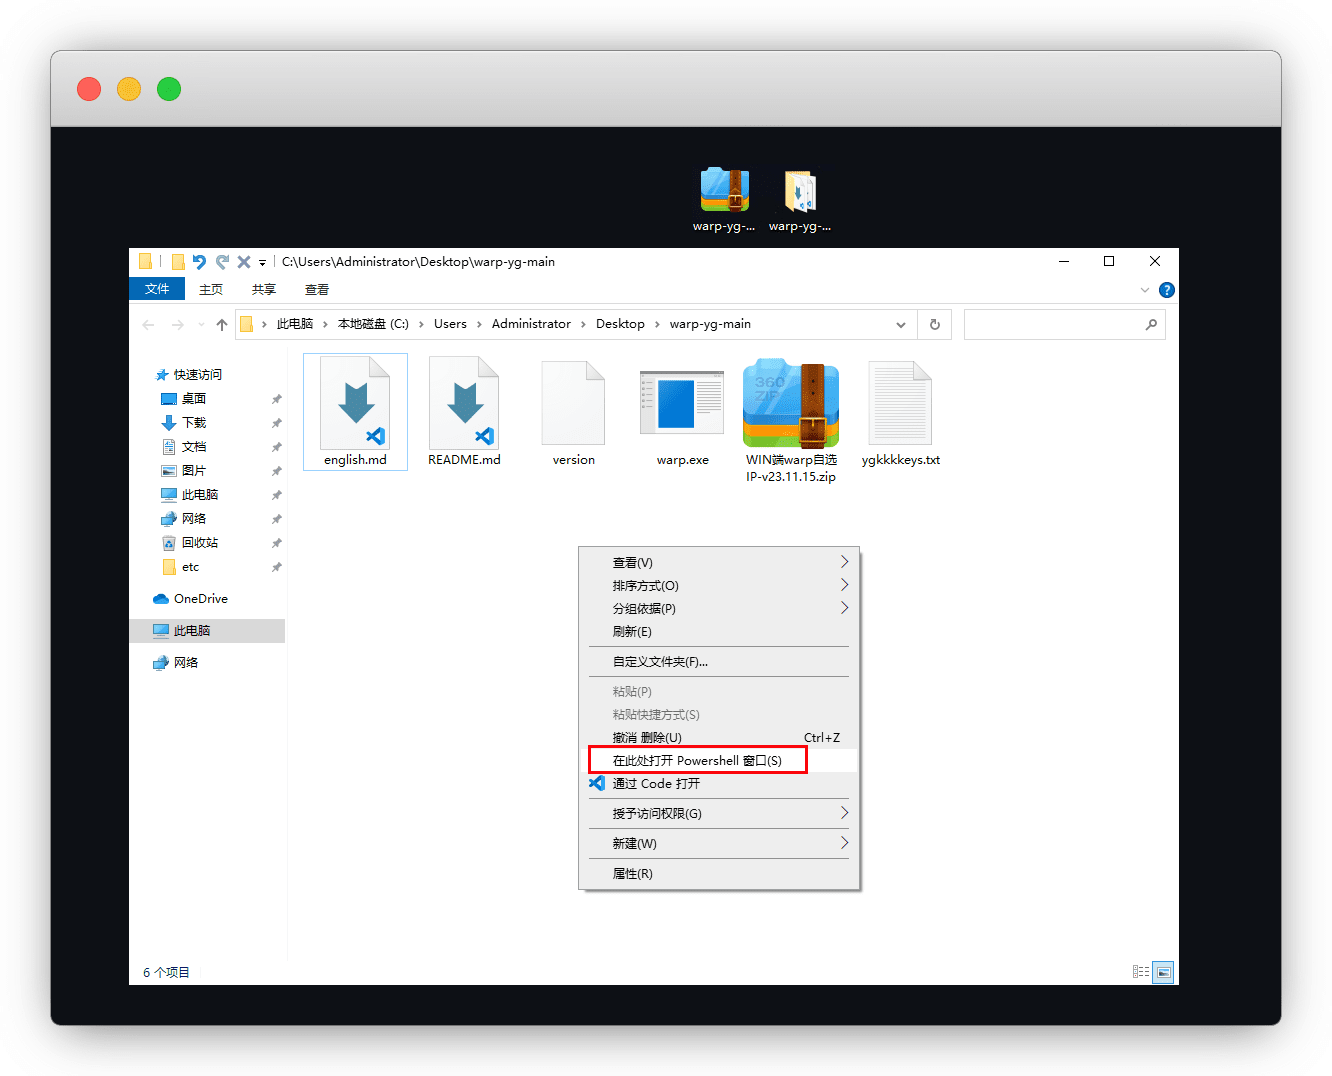 warp-yg-...
warp-yg-...
C:\Users\Administrator\Desktop\warp-yg-main
文件
主页
共享
查看
此电脑
本地磁盘 (C:)
Users
Administrator
Desktop
warp-yg-main
快速访问
桌面
下载
文档
图片
此电脑
网络
回收站
etc
OneDrive
此电脑
网络
english.md
README.md
version
warp.exe
360
ZIP
WIN端warp自选
IP-v23.11.15.zip
ygkkkkeys.txt
查看(V)
排序方式(O)
分组依据(P)
刷新(E)
自定义文件夹(F)...
粘贴(P)
粘贴快捷方式(S)
撤消 删除(U) Ctrl+Z
在此处打开 Powershell 窗口(S)
通过 Code 打开
授予访问权限(G)
新建(W)
属性(R)
6 个项目